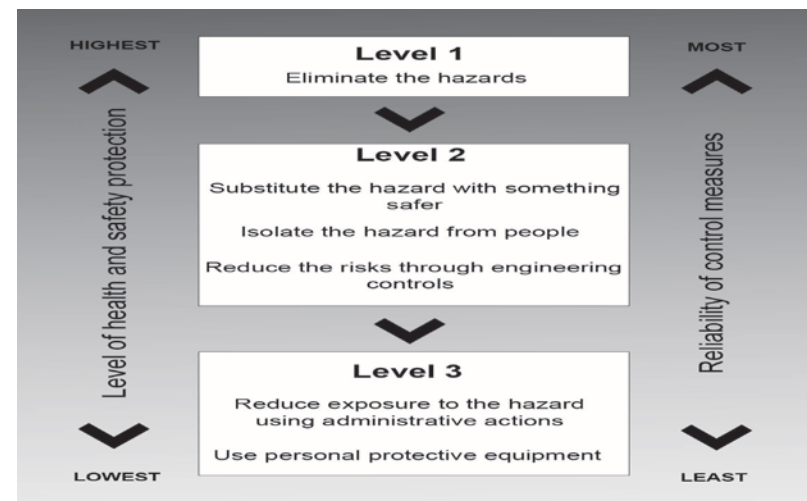 HIGHEST
Level 1
MOST
Eliminate the hazards
Level of health and safety protection
Level 2
Substitute the hazard with something
safer
Isolate the hazard from people
Reduce the risks through engineering
controls
Reliability of control measures
Level 3
Reduce exposure to the hazard
using administrative actions
Use personal protective equipment
LOWEST
LEAST